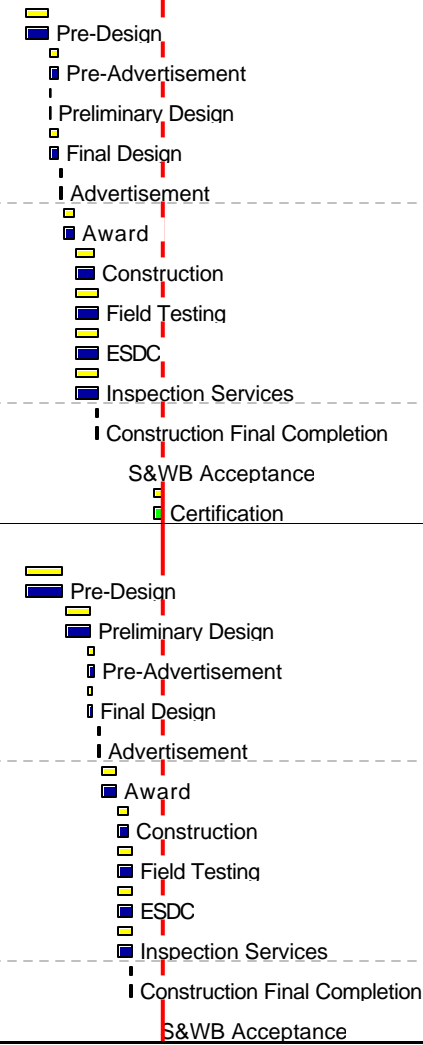 Pre-Design
Pre-Advertisement
Preliminary Design
Final Design
Advertisement
Award
Construction
Field Testing
ESDC
Inspection Services
Construction Final Completion
S&WB Acceptance
Certification
Pre-Design
Preliminary Design
Pre-Advertisement
Final Design
Advertisement
Award
Construction
Field Testing
ESDC
Inspection Services
Construction Final Completion
S&WB Acceptance